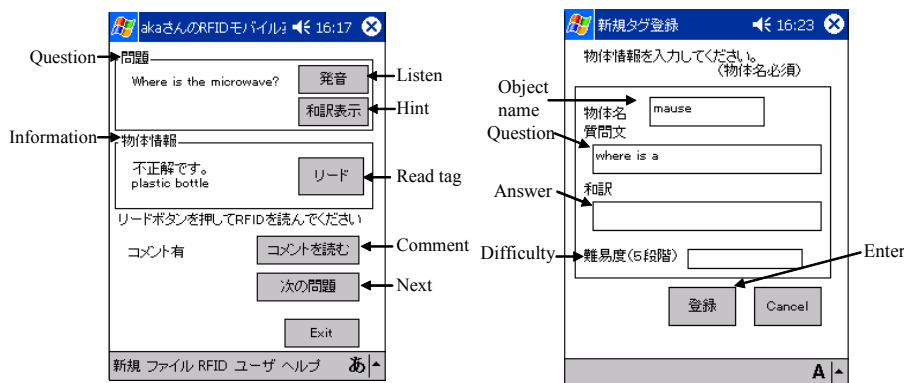 akaさんのRFIDモバイル 16:17
Question
問題
Where is the microwave?
発音
Listen
和訳表示
Hint
Information
物体情報
不正解です。
plastic bottle
リード
Read tag
リードボタンを押してRFIDを読んでください
コメント有
コメントを読む
Comment
次の問題
Next
Exit
新規 ファイル RFID ユーザ ヘルプ あ
新規タグ登録 16:23
物体情報を入力してください。
(物体名必須)
Object
name
物体名
mause
Question
質問文
where is a
Answer
和訳
Difficulty
難易度(5段階)
Enter
登録
Cancel
A